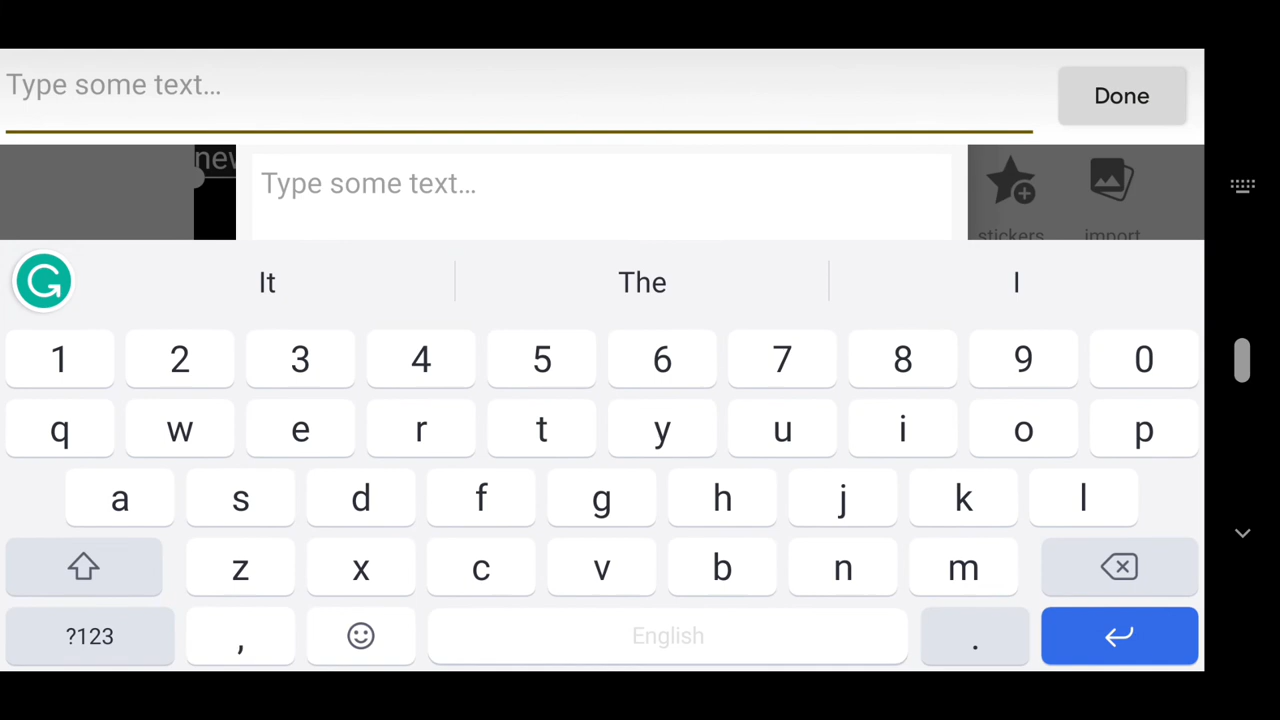 Type some text...
Done
new
Type some text...
stickers import
It The I
1 2 3 4 5 6 7 8 9 0
q w e r t y u i o p
a s d f g h j k l
z x c v b n m
?123 , English .